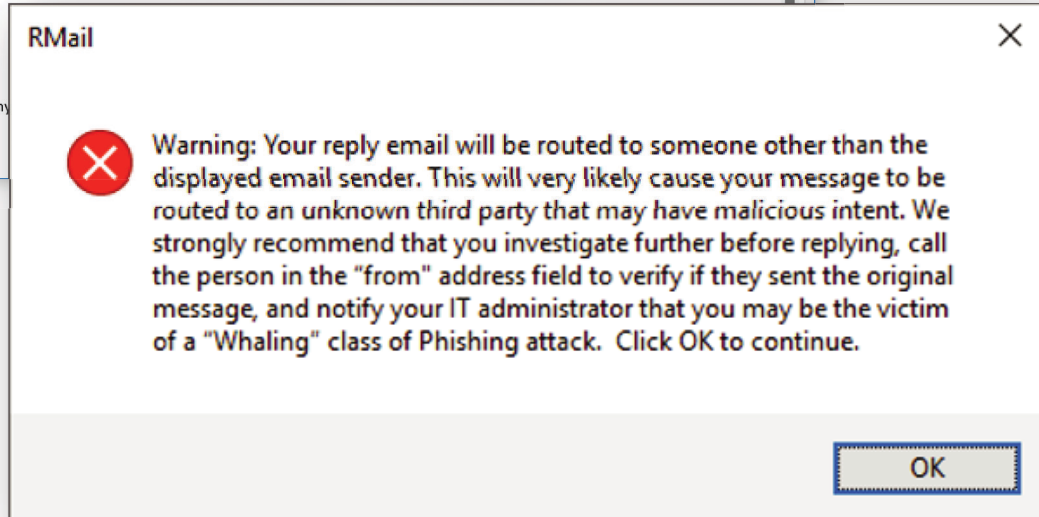 RMail
Warning: Your reply email will be routed to someone other than the
displayed email sender. This will very likely cause your message to be
routed to an unknown third party that may have malicious intent. We
strongly recommend that you investigate further before replying, call
the person in the “from" address field to verify if they sent the original
message, and notify your IT administrator that you may be the victim
of a “Whaling” class of Phishing attack.  Click OK to continue.
OK